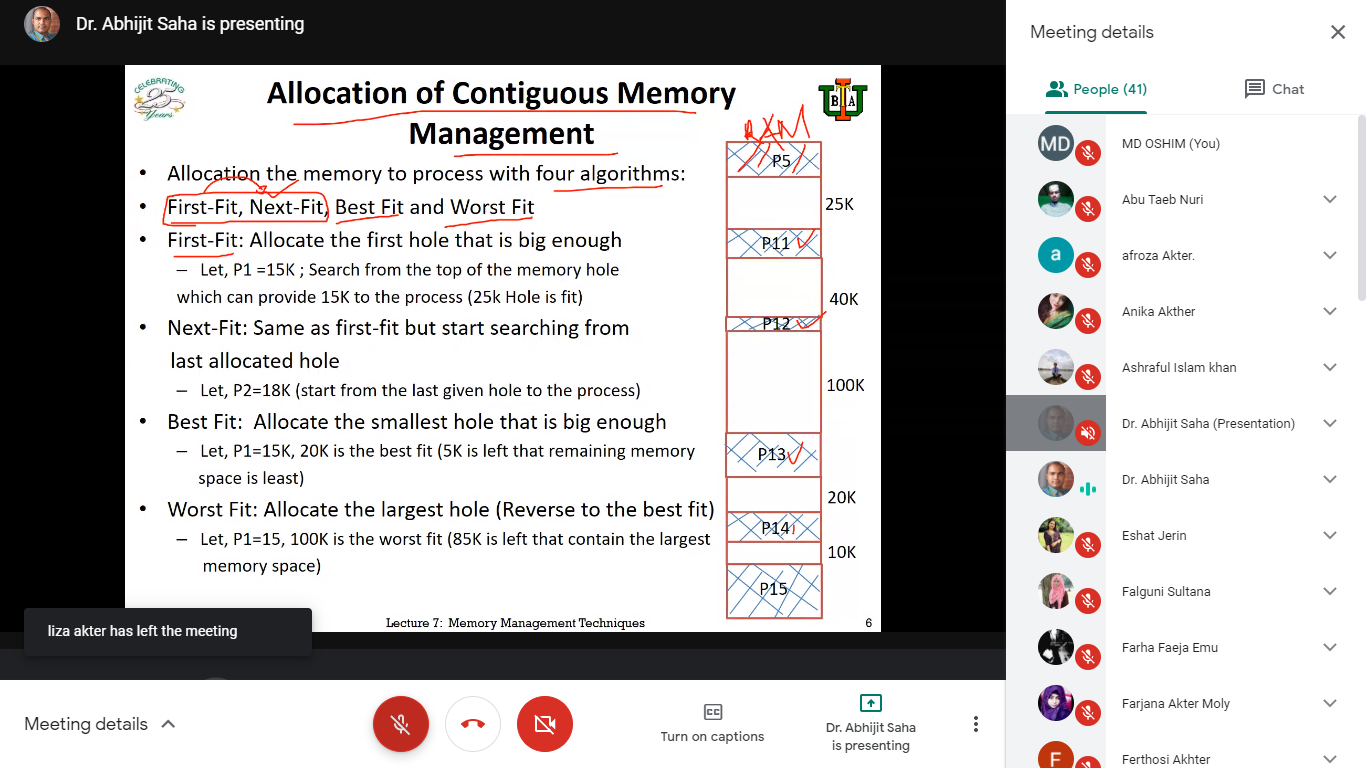 Dr. Abhijit Saha is presenting
CELEBRATING
25
Years
Allocation of Contiguous Memory
Management
• Allocation the memory to process with four algorithms:
• First-Fit, Next-Fit, Best Fit and Worst Fit
• First-Fit: Allocate the first hole that is big enough
– Let, P1 =15K ; Search from the top of the memory hole
which can provide 15K to the process (25k Hole is fit)
• Next-Fit: Same as first-fit but start searching from
last allocated hole
– Let, P2=18K (start from the last given hole to the process)
• Best Fit:  Allocate the smallest hole that is big enough
– Let, P1=15K, 20K is the best fit (5K is left that remaining memory
space is least)
• Worst Fit: Allocate the largest hole (Reverse to the best fit)
– Let, P1=15, 100K is the worst fit (85K is left that contain the largest
memory space)
RAM
P5
25K
P11
40K
P12
100K
P13
20K
P14
10K
P15
Lecture 7:  Memory Management Techniques
6
liza akter has left the meeting
Meeting details
Turn on captions
Dr. Abhijit Saha
is presenting
Meeting details
People (41)
Chat
MD
MD OSHIM (You)
Abu Taeb Nuri
a
afroza Akter.
Anika Akther
Ashraful Islam khan
Dr. Abhijit Saha (Presentation)
Dr. Abhijit Saha
Eshat Jerin
Falguni Sultana
Farha Faeja Emu
Farjana Akter Moly
F
Ferthosi Akhter